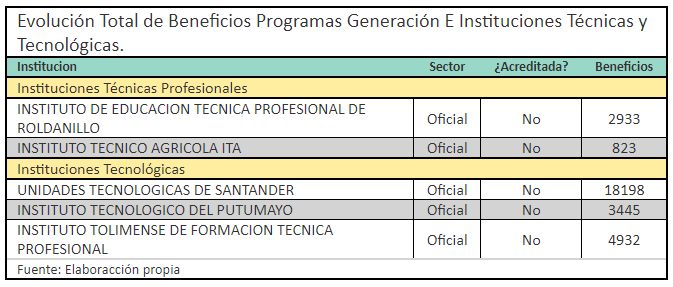 Evolución Total de Beneficios Programas Generación E Instituciones Técnicas y
Tecnológicas.
Institucion Sector ¿Acreditada? Beneficios
Instituciones Técnicas Profesionales
INSTITUTO DE EDUCACION TECNICA PROFESIONAL DE
ROLDANILLO Oficial No 2933
INSTITUTO TECNICO AGRICOLA ITA Oficial No 823
Instituciones Tecnológicas
UNIDADES TECNOLOGICAS DE SANTANDER Oficial No 18198
INSTITUTO TECNOLOGICO DEL PUTUMAYO Oficial No 3445
INSTITUTO TOLIMENSE DE FORMACION TECNICA
PROFESIONAL Oficial No 4932
Fuente: Elaboracción propia